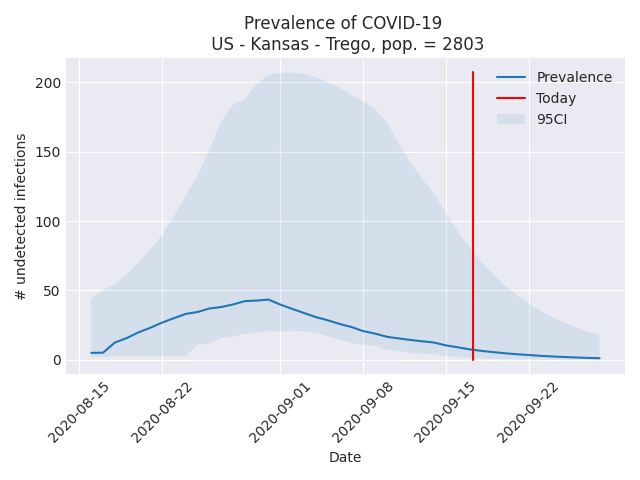 Prevalence of COVID-19
US - Kansas - Trego, pop. = 2803
Prevalence
Today
95CI
# undetected infections
200
150
100
50
0
2020-08-15
2020-08-22
2020-09-01
2020-09-08
2020-09-15
2020-09-22
Date